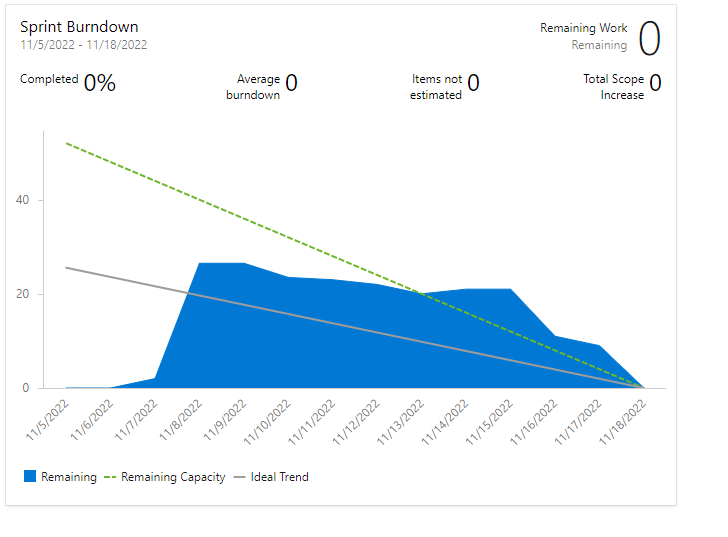 Sprint Burndown
11/5/2022 - 11/18/2022
Remaining Work
Remaining
0
Completed
0%
Average
burndown
0
Items not
estimated
0
Total Scope
Increase
0
40
20
0
11/5/2022
11/6/2022
11/7/2022
11/8/2022
11/9/2022
11/10/2022
11/11/2022
11/12/2022
11/13/2022
11/14/2022
11/15/2022
11/16/2022
11/17/2022
11/18/2022
Remaining
Remaining Capacity
Ideal Trend